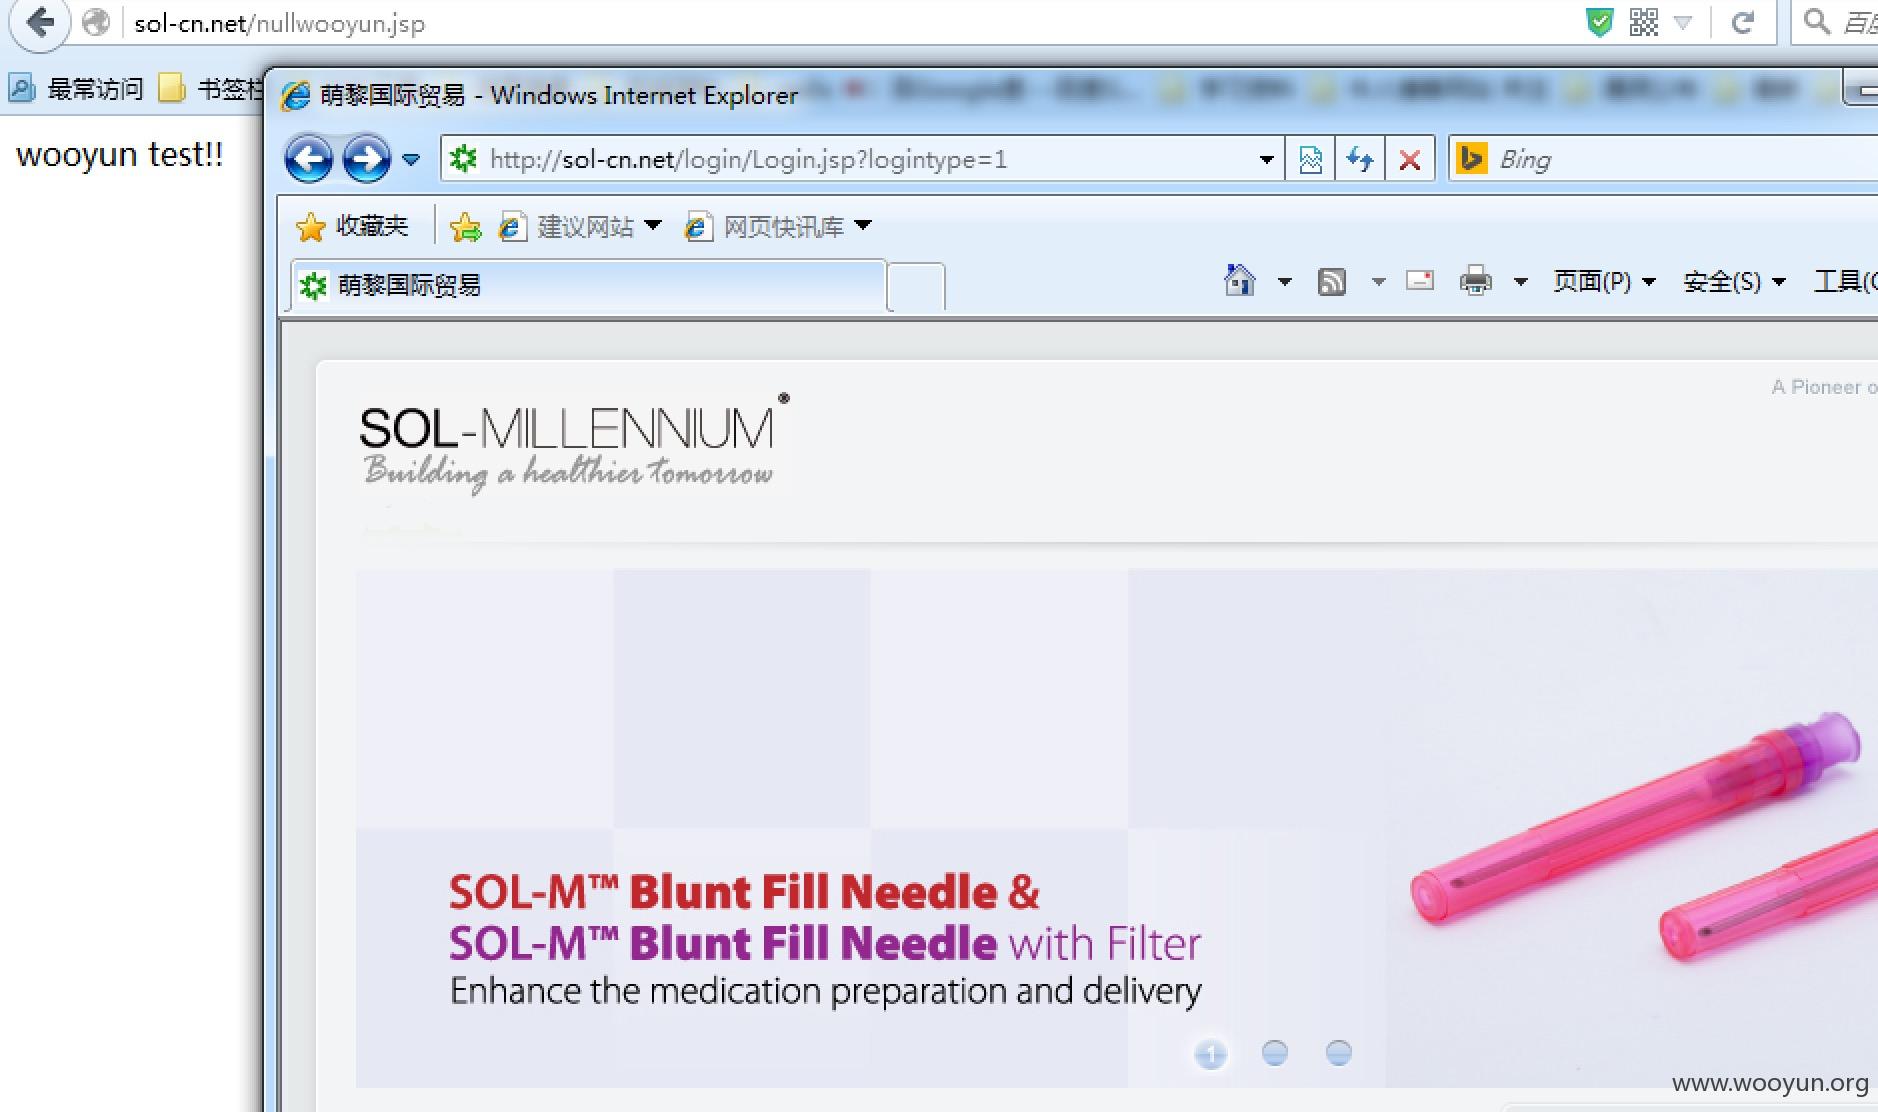 sol-cn.net/nullwooyun.jsp
最常访问
书签栏
wooyun test!!
萌黎国际贸易 - Windows Internet Explorer
http://sol-cn.net/login/Login.jsp?logintype=1
Bing
收藏夹
建议网站
网页快讯库
萌黎国际贸易
页面(P)
安全(S)
工具(
A Pioneer o
SOL-MILLENNIUM
Building a healthier tomorrow
SOL-M™ Blunt Fill Needle &
SOL-M™ Blunt Fill Needle with Filter
Enhance the medication preparation and delivery
1
www.wooyun.org